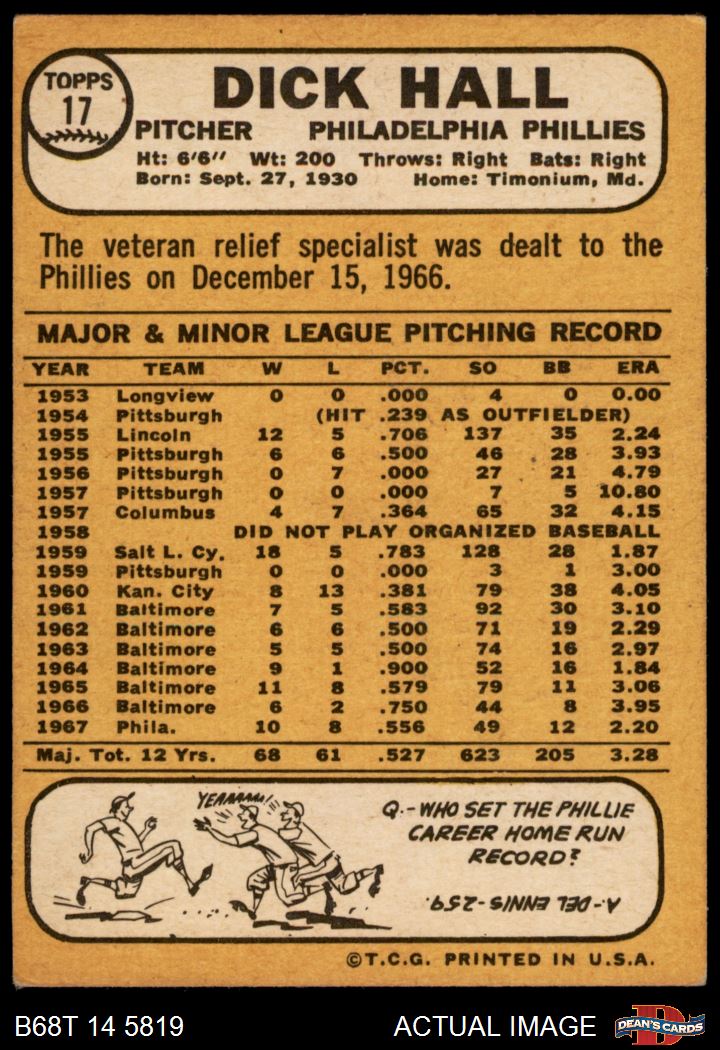 TOPPS
17
DICK HALL
PITCHER PHILADELPHIA PHILLIES
Ht: 6'6" Wt: 200 Throws: Right Bats: Right
Born: Sept. 27, 1930 Home: Timonium, Md.
The veteran relief specialist was dealt to the
Phillies on December 15, 1966.
MAJOR & MINOR LEAGUE PITCHING RECORD
YEAR TEAM W L PCT. SO BB ERA
1953 Longview 0 0 .000 4 0 0.00
1954 Pittsburgh (HIT .239 AS OUTFIELDER)
1955 Lincoln 12 5 .706 137 35 2.24
1955 Pittsburgh 6 6 .500 46 28 3.93
1956 Pittsburgh 0 7 .000 27 21 4.79
1957 Pittsburgh 0 0 .000 7 5 10.80
1957 Columbus 4 7 .364 65 32 4.15
1958 DID NOT PLAY ORGANIZED BASEBALL
1959 Salt L. Cy. 18 5 .783 128 28 1.87
1959 Pittsburgh 0 0 .000 3 1 3.00
1960 Kan. City 8 13 .381 79 38 4.05
1961 Baltimore 7 5 .583 92 30 3.10
1962 Baltimore 6 6 .500 71 19 2.29
1963 Baltimore 5 5 .500 74 16 2.97
1964 Baltimore 9 1 .900 52 16 1.84
1965 Baltimore 11 8 .579 79 11 3.06
1966 Baltimore 6 2 .750 44 8 3.95
1967 Phila. 10 8 .556 49 12 2.20
Maj. Tot. 12 Yrs. 68 61 .527 623 205 3.28
YEAAAAAA!
Q.-WHO SET THE PHILLIE
CAREER HOME RUN
RECORD?
A.-DEL ENNIS-259.
©T.C.G. PRINTED IN U.S.A.
B68T 14 5819 ACTUAL IMAGE
D
DEAN'S CARDS